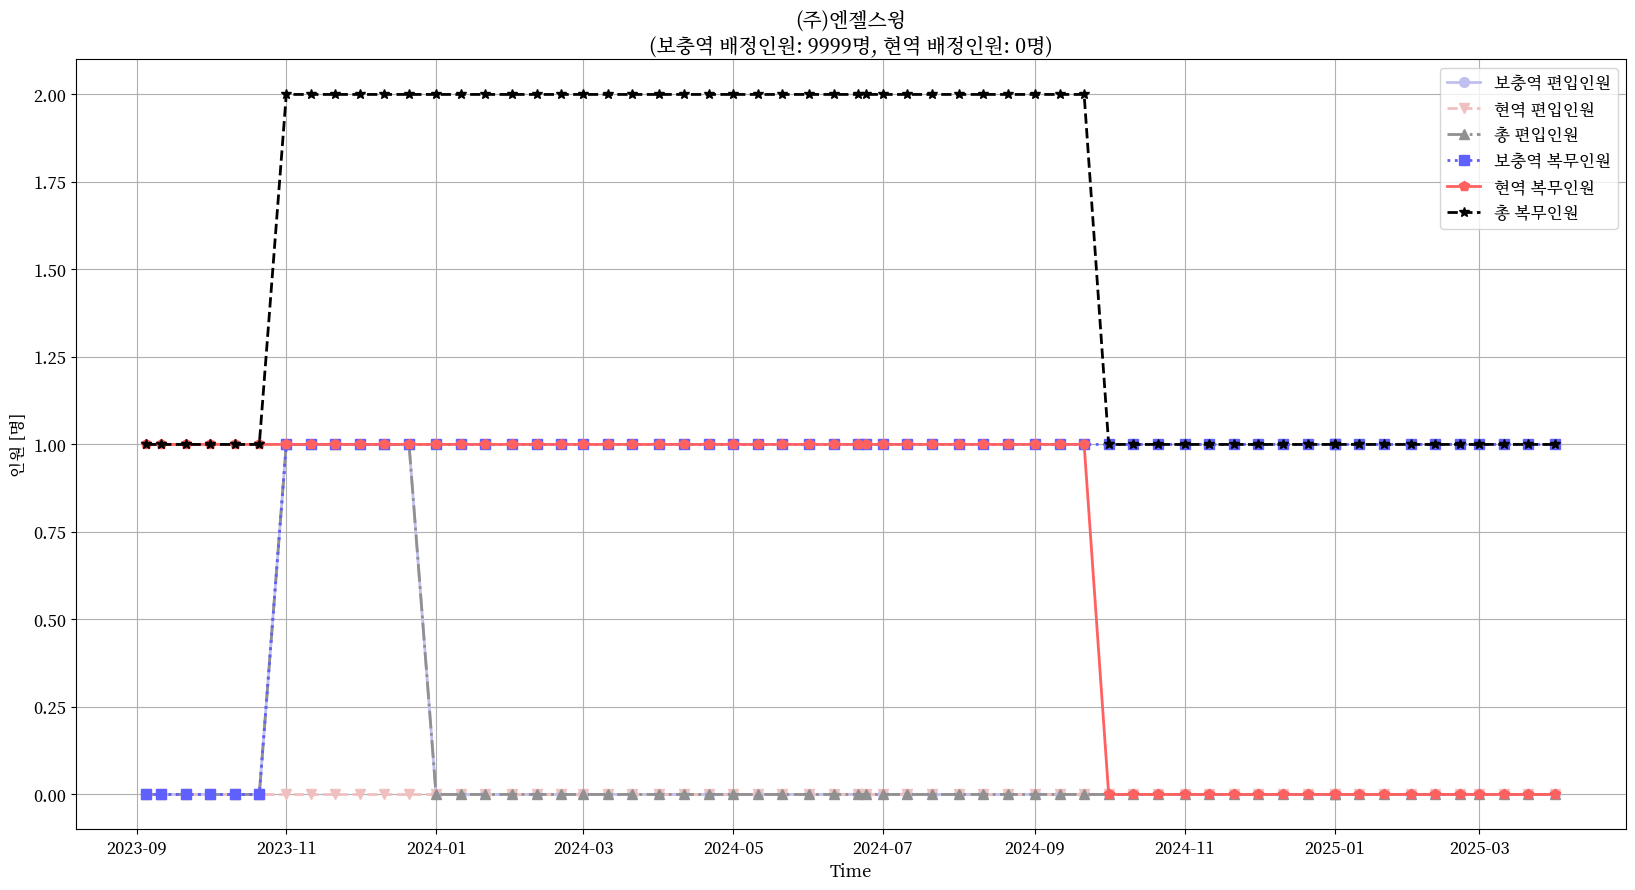 (주)엔젤스윙
(보충역 배정인원: 9999명, 현역 배정인원: 0명)
보충역 편입인원
현역 편입인원
총 편입인원
보충역 복무인원
현역 복무인원
총 복무인원
인원 [명]
2.00
1.75
1.50
1.25
1.00
0.75
0.50
0.25
0.00
2023-09 2023-11 2024-01 2024-03 2024-05 2024-07 2024-09 2024-11 2025-01 2025-03
Time